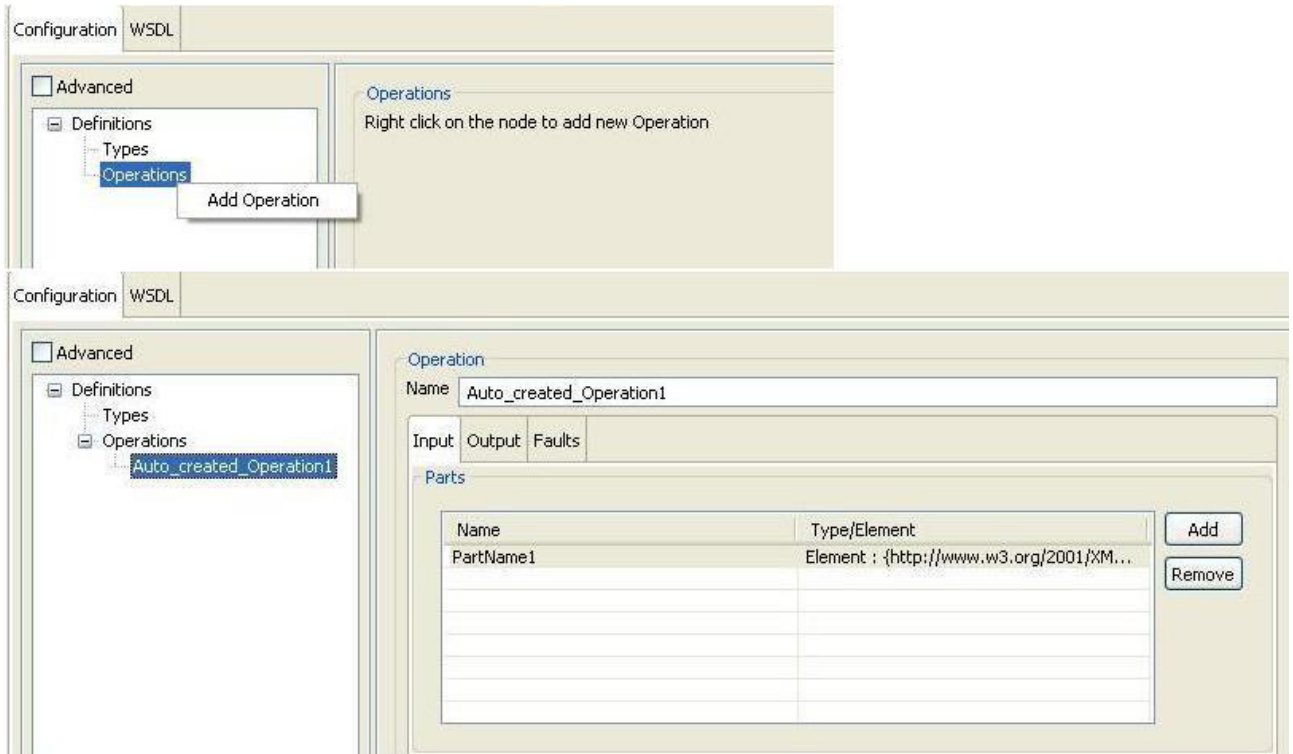 Configuration WSDL
Advanced
Definitions
Types
Operations
Add Operation
Operations
Right click on the node to add new Operation
Configuration WSDL
Advanced
Definitions
Types
Operations
Auto_created_Operation1
Operation
Name Auto_created_Operation1
Input Output Faults
Parts
Name Type/Element
PartName1 Element : {http://www.w3.org/2001/XM...
Add
Remove